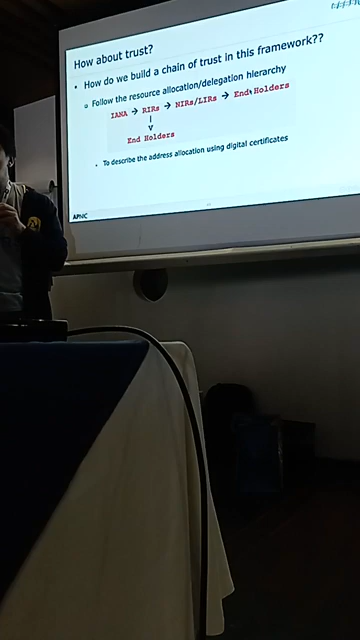 How about trust?
• How do we build a chain of trust in this framework??
o Follow the resource allocation/delegation hierarchy
IANA → RIRs → NIRs/LIRs → End Holders
|
V
End Holders
• To describe the address allocation using digital certificates
APNIC